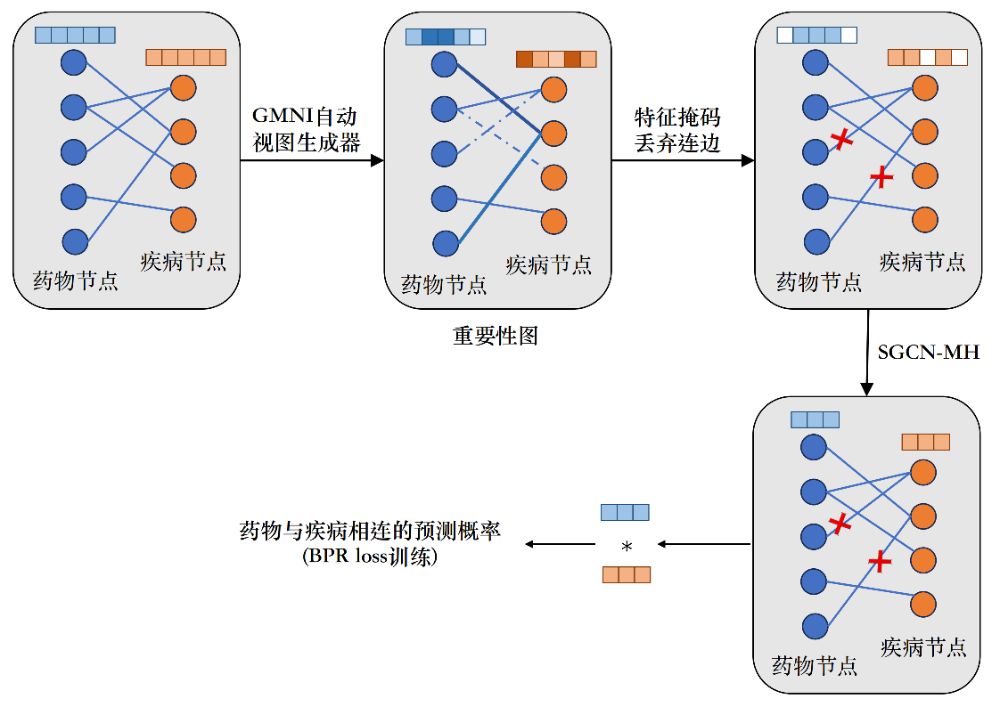 药物节点
疾病节点
GMNI自动
视图生成器
药物节点
疾病节点
重要性图
特征掩码
丢弃连边
药物节点
疾病节点
SGCN-MH
药物节点
疾病节点
*
药物与疾病相连的预测概率
(BPR loss训练)